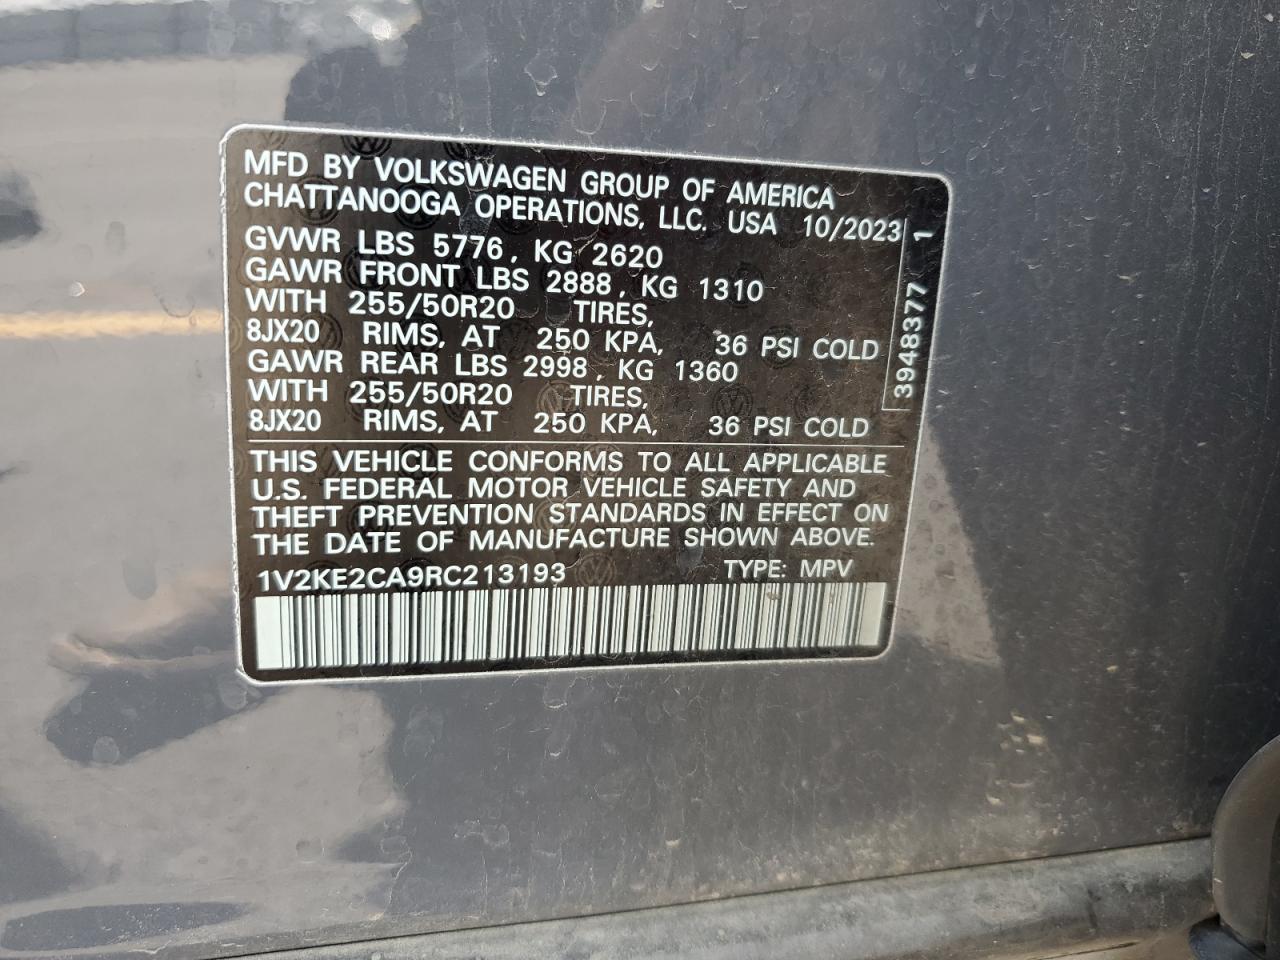 MFD BY VOLKSWAGEN GROUP OF AMERICA
CHATTANOOGA OPERATIONS, LLC. USA 10/2023
GVWR LBS 5776, KG 2620
GAWR FRONT LBS 2888, KG 1310
WITH 255/50R20 TIRES,
8JX20 RIMS, AT 250 KPA, 36 PSI COLD
GAWR REAR LBS 2998, KG 1360
WITH 255/50R20 TIRES,
8JX20 RIMS, AT 250 KPA, 36 PSI COLD
3948377 1
THIS VEHICLE CONFORMS TO ALL APPLICABLE
U.S. FEDERAL MOTOR VEHICLE SAFETY AND
THEFT PREVENTION STANDARDS IN EFFECT ON
THE DATE OF MANUFACTURE SHOWN ABOVE.
1V2KE2CA9RC213193 TYPE: MPV